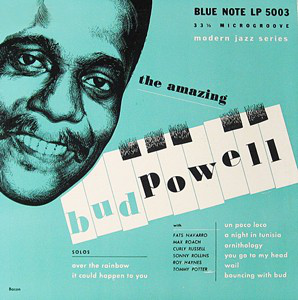 BLUE NOTE LP 5003
33⅓ MICROGROOVE
modern jazz series
the amazing
bud powell
SOLOS
over the rainbow
it could happen to you
with
FATS NAVARRO
MAX ROACH
CURLY RUSSELL
SONNY ROLLINS
ROY HAYNES
TOMMY POTTER
un poco loco
a night in tunisia
ornithology
you go to my head
wail
bouncing with bud